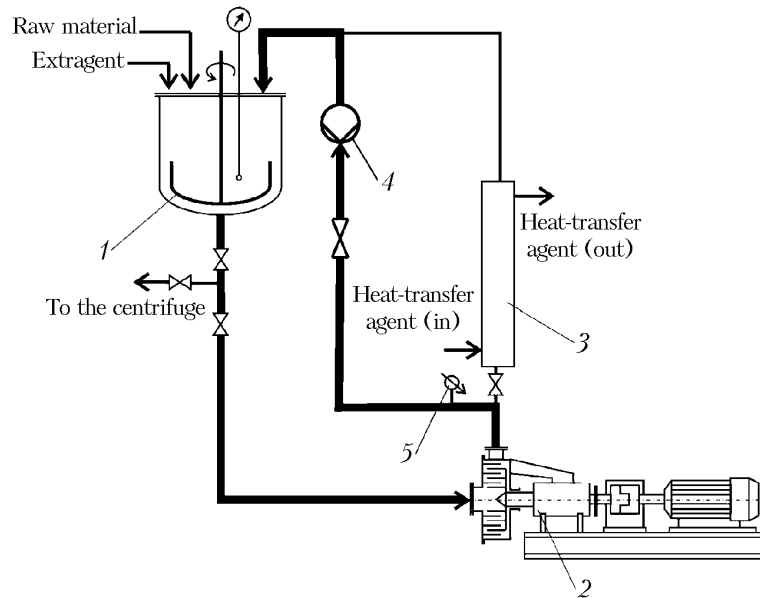 Raw material
Extragent
4
1
Heat-transfer
agent (out)
To the centrifuge
Heat-transfer
agent (in)
3
5
2